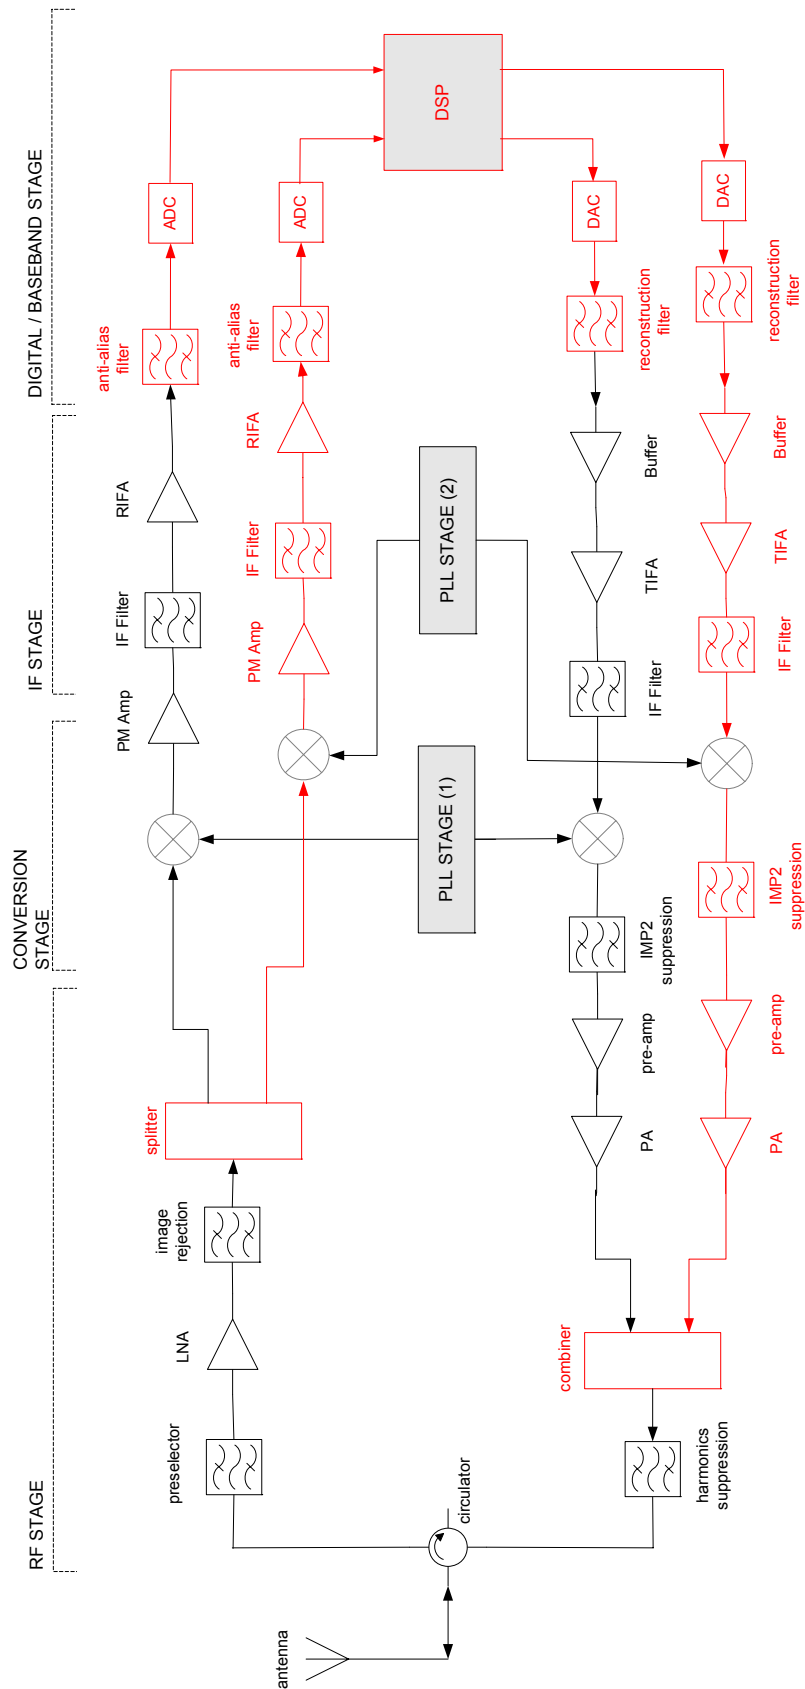 RF STAGE
CONVERSION
STAGE
IF STAGE
DIGITAL / BASEBAND STAGE
antenna
circulator
preselector
LNA
image
rejection
splitter
PM Amp
IF Filter
RIFA
anti-alias
filter
ADC
PM Amp
IF Filter
RIFA
anti-alias
filter
ADC
DSP
PLL STAGE (1)
PLL STAGE (2)
harmonics
suppression
combiner
PA
pre-amp
IMP2
suppression
IF Filter
TIFA
Buffer
reconstruction
filter
DAC
PA
pre-amp
IMP2
suppression
IF Filter
TIFA
Buffer
reconstruction
filter
DAC